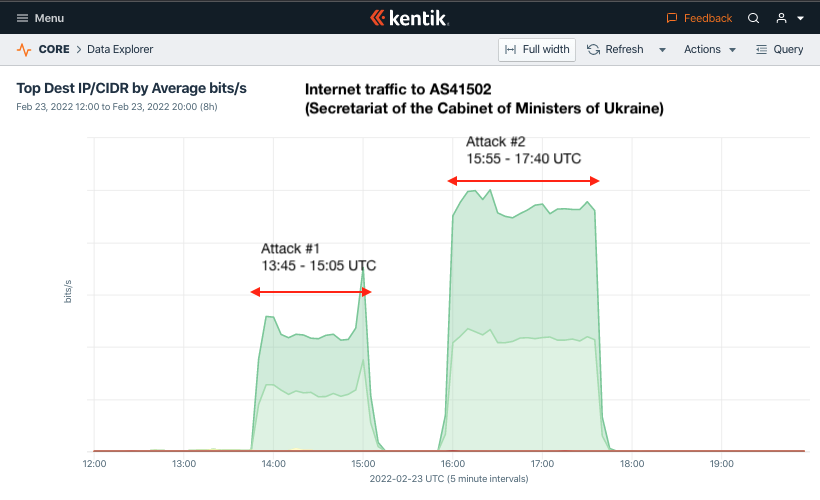 Menu
kentik
Feedback
CORE > Data Explorer
Full width
Refresh
Actions
Query
Top Dest IP/CIDR by Average bits/s
Feb 23, 2022 12:00 to Feb 23, 2022 20:00 (8h)
Internet traffic to AS41502
(Secretariat of the Cabinet of Ministers of Ukraine)
Attack #2
15:55 - 17:40 UTC
Attack #1
13:45 - 15:05 UTC
bits/s
12:00
13:00
14:00
15:00
16:00
17:00
18:00
19:00
2022-02-23 UTC (5 minute intervals)